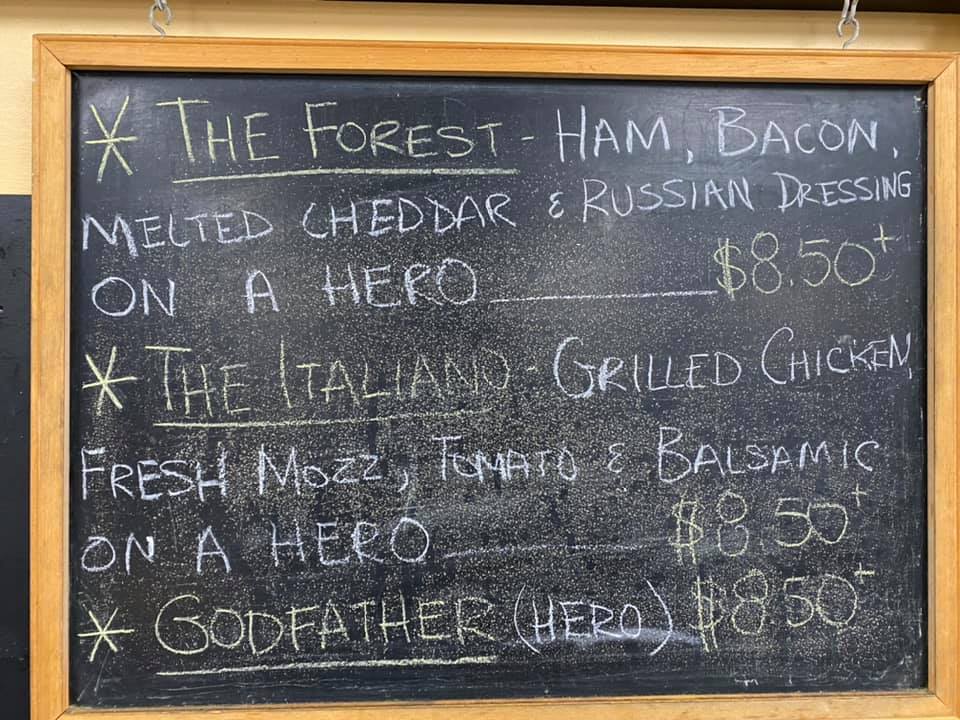 * THE FOREST - HAM, BACON,
MELTED CHEDDAR & RUSSIAN DRESSING
ON A HERO ——— $8.50+
* THE ITALIANO - GRILLED CHICKEN,
FRESH MOZZ, TOMATO & BALSAMIC
ON A HERO ——— $8.50+
* GODFATHER (HERO) $8.50+